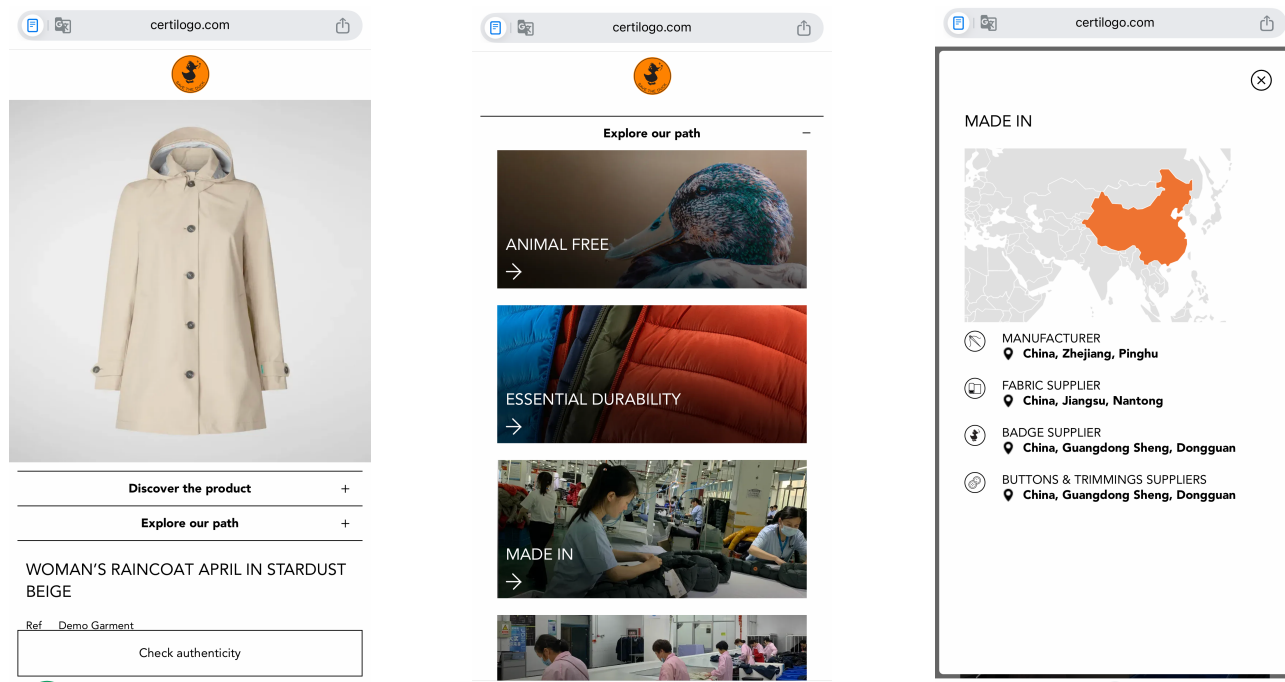 certilogo.com
Discover the product
Explore our path
WOMAN'S RAINCOAT APRIL IN STARDUST
BEIGE
Ref Demo Garment
Check authenticity
certilogo.com
Explore our path
ANIMAL FREE
ESSENTIAL DURABILITY
MADE IN
certilogo.com
MADE IN
MANUFACTURER
China, Zhejiang, Pinghu
FABRIC SUPPLIER
China, Jiangsu, Nantong
BADGE SUPPLIER
China, Guangdong Sheng, Dongguan
BUTTONS & TRIMMINGS SUPPLIERS
China, Guangdong Sheng, Dongguan